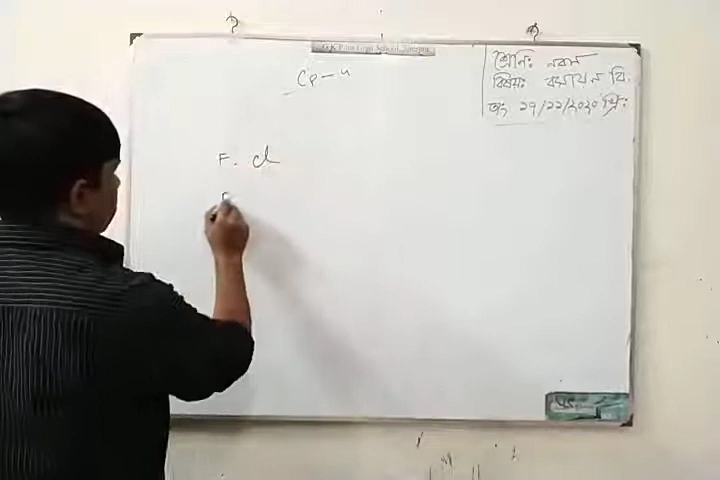 Cp - 4
শ্রেনি: নবম
বিষয়: রসায়ন বি:
তাং ২৭/১১/২০২০ খ্রি:
F. Cl